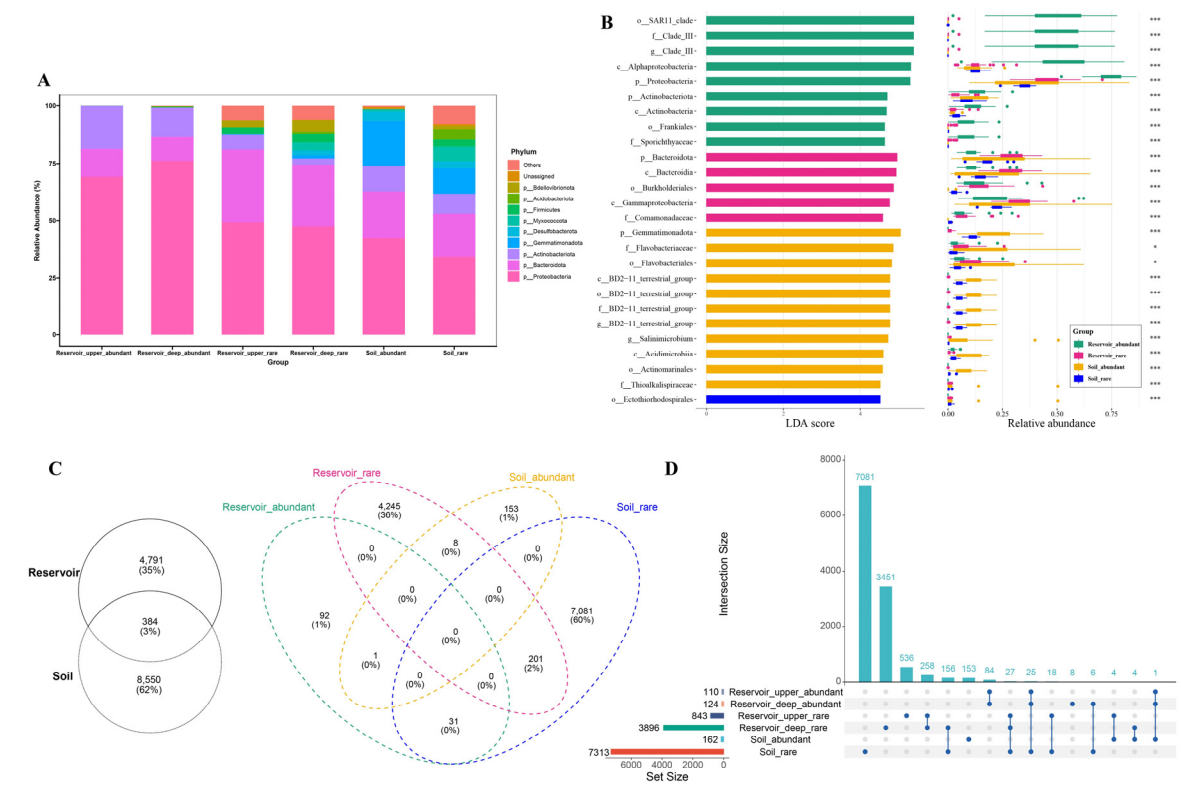 A
100
75
50
25
0
Relative Abundance (%)
Reservoir_upper_abundant
Reservoir_deep_abundant
Reservoir_upper_rare
Reservoir_deep_rare
Soil_abundant
Soil_rare
Group
Phylum
Others
Unassigned
p__Bdellovibrionota
p__Acidobacteriota
p__Firmicutes
p__Myxococcota
p__Desulfobacterota
p__Gemmatimonadota
p__Actinobacteriota
p__Bacteroidota
p__Proteobacteria
B
o__SAR11_clade
***
f__Clade_III
***
g__Clade_III
***
c__Alphaproteobacteria
***
p__Proteobacteria
***
p__Actinobacteriota
***
c__Actinobacteria
***
o__Frankiales
***
f__Sporichthyaceae
***
p__Bacteroidota
***
c__Bacteroidia
***
o__Burkholderiales
***
c__Gammaproteobacteria
***
f__Comamonadaceae
***
p__Gemmatimonadota
***
f__Flavobacteriaceae
*
o__Flavobacteriales
*
c__BD2−11_terrestrial_group
***
o__BD2−11_terrestrial_group
***
f__BD2−11_terrestrial_group
***
g__BD2−11_terrestrial_group
***
g__Salinimicrobium
***
c__Acidimicrobiia
***
o__Actinomarinales
***
f__Thioalkalispiraceae
***
o__Ectothiorhodospirales
***
Group
Reservoir_abundant
Reservoir_rare
Soil_abundant
Soil_rare
0
2
4
LDA score
0.00
0.25
0.50
0.75
Relative abundance
C
Reservoir
4,791
(35%)
384
(3%)
Soil
8,550
(62%)
Reservoir_abundant
Reservoir_rare
Soil_abundant
Soil_rare
4,245
(36%)
153
(1%)
0
(0%)
8
(0%)
0
(0%)
92
(1%)
0
(0%)
0
(0%)
7,081
(60%)
0
(0%)
1
(0%)
201
(2%)
0
(0%)
0
(0%)
31
(0%)
D
8000
6000
4000
2000
0
Intersection Size
7081
3451
536
258
156
153
84
27
25
18
8
6
4
4
1
110
Reservoir_upper_abundant
124
Reservoir_deep_abundant
843
Reservoir_upper_rare
3896
Reservoir_deep_rare
162
Soil_abundant
7313
Soil_rare
6000
4000
2000
0
Set Size